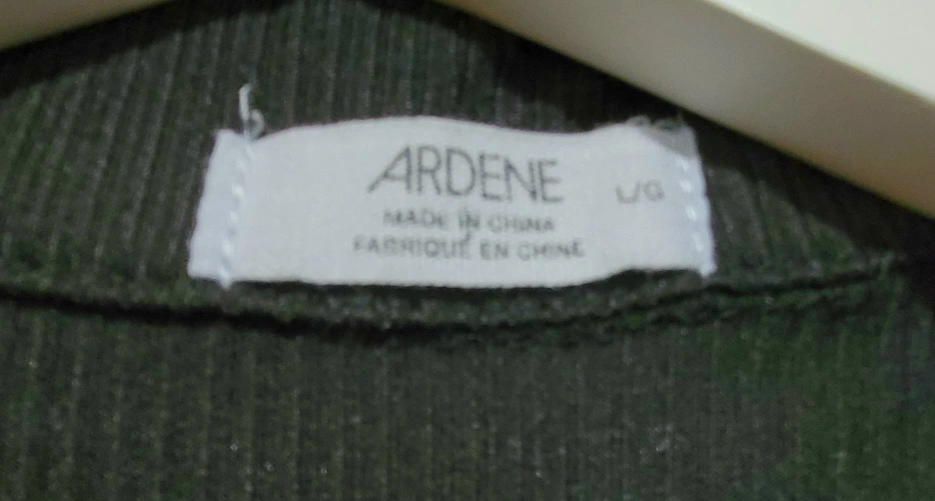 ARDENE
L/G
MADE IN CHINA
FABRIQUÉ EN CHINE